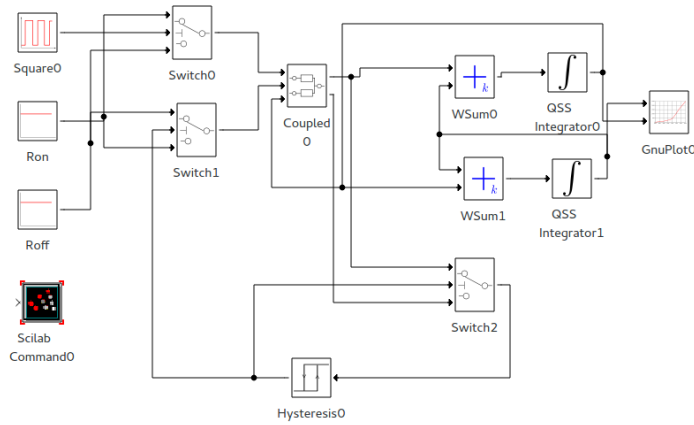 Square0
Switch0
Ron
Switch1
Roff
Scilab
Command0
Coupled
0
k
WSum0
QSS
Integrator0
k
WSum1
QSS
Integrator1
GnuPlot0
Switch2
Hysteresis0